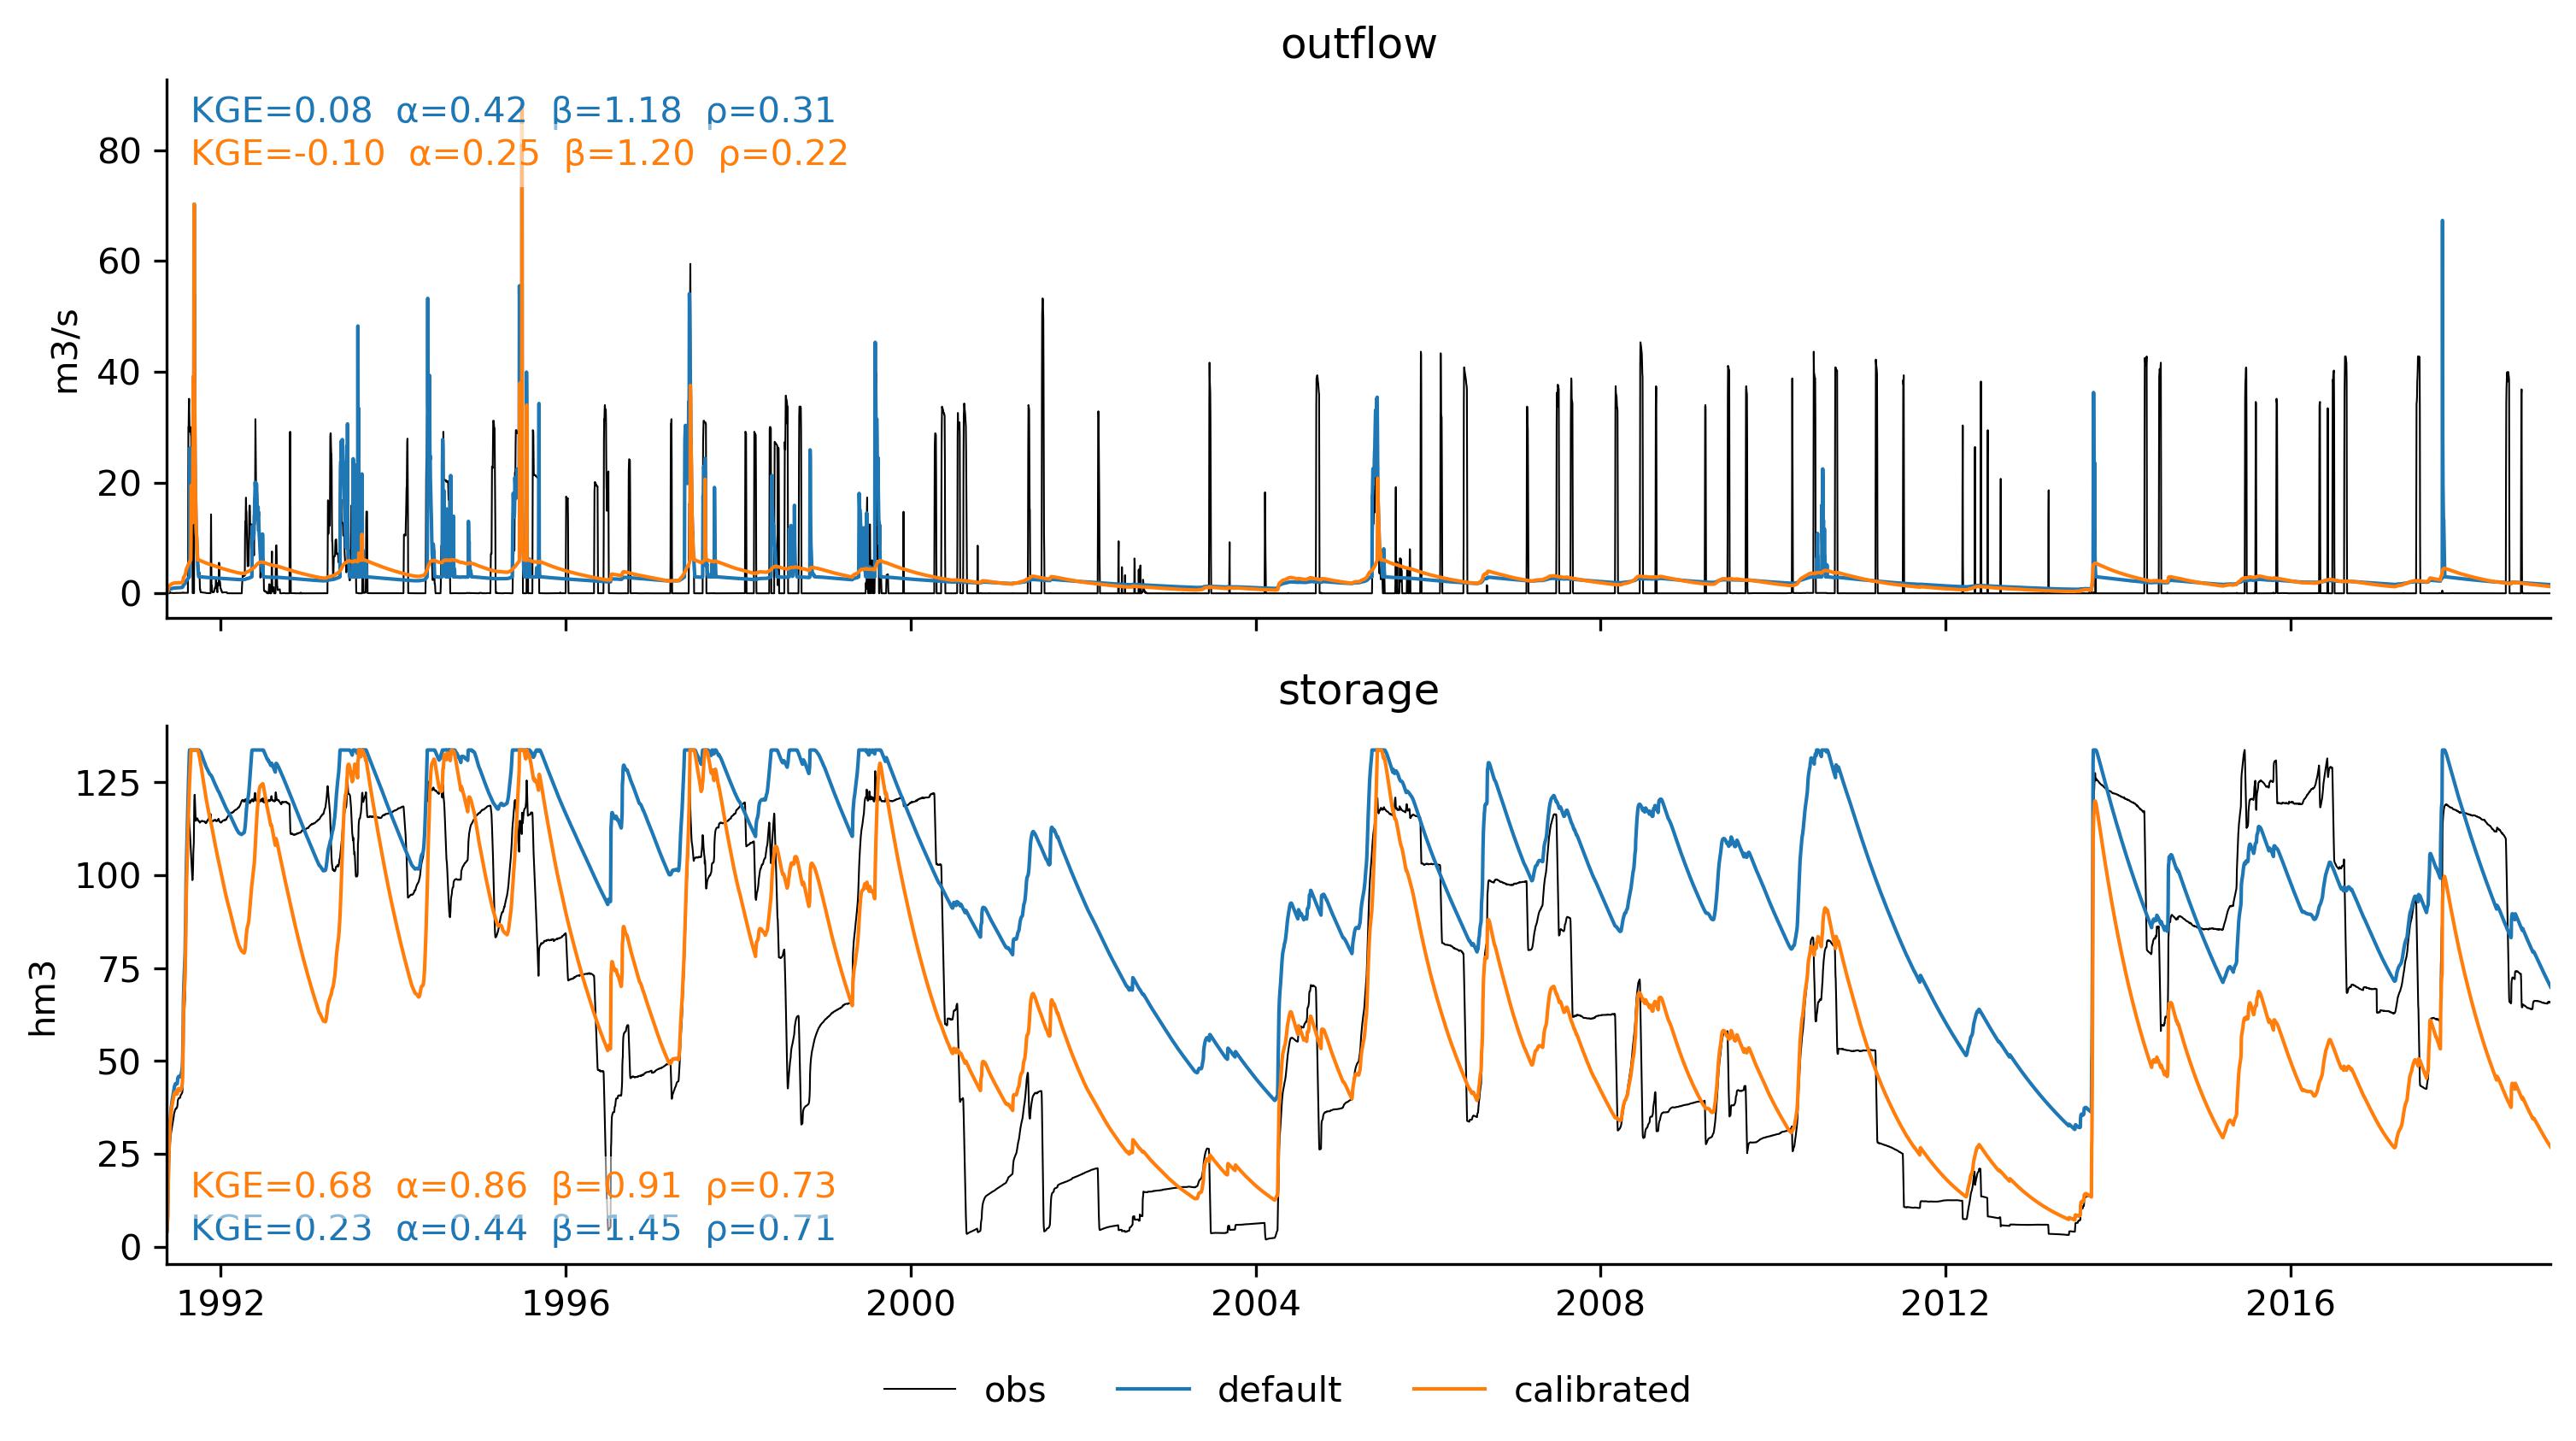 outflow
KGE=0.08 α=0.42 β=1.18 ρ=0.31
KGE=-0.10 α=0.25 β=1.20 ρ=0.22
m3/s
80
60
40
20
0
storage
hm3
125
100
75
50
25
0
KGE=0.68 α=0.86 β=0.91 ρ=0.73
KGE=0.23 α=0.44 β=1.45 ρ=0.71
1992 1996 2000 2004 2008 2012 2016
obs default calibrated